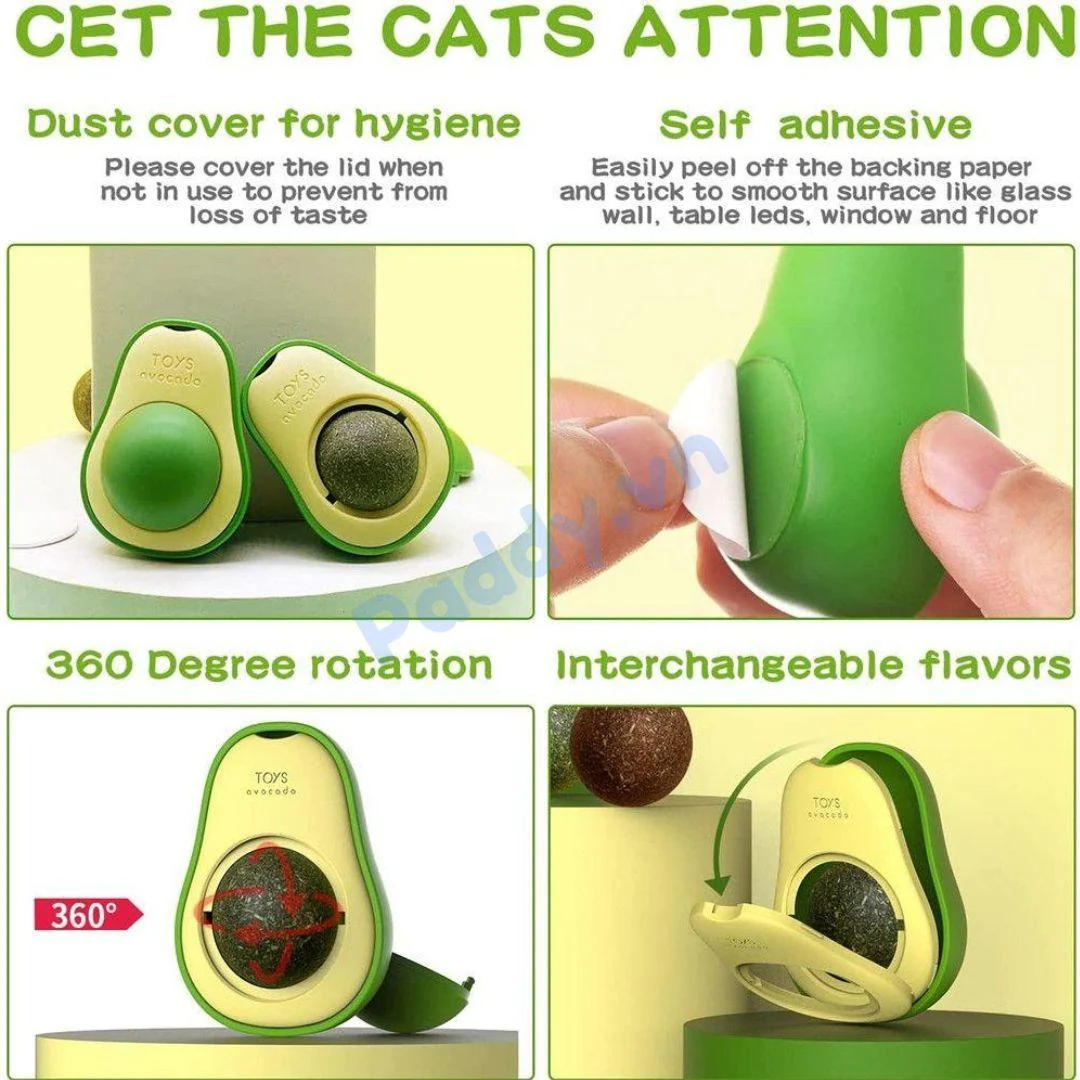 CET THE CATS ATTENTION
Dust cover for hygiene
Please cover the lid when
not in use to prevent from
loss of taste
Self adhesive
Easily peel off the backing paper
and stick to smooth surface like glass
wall, table leds, window and floor
TOYS
avocado
TOYS
avocado
Paddy.vn
360 Degree rotation
Interchangeable flavors
TOYS
avocado
360°
TOYS
avocado
TOYS